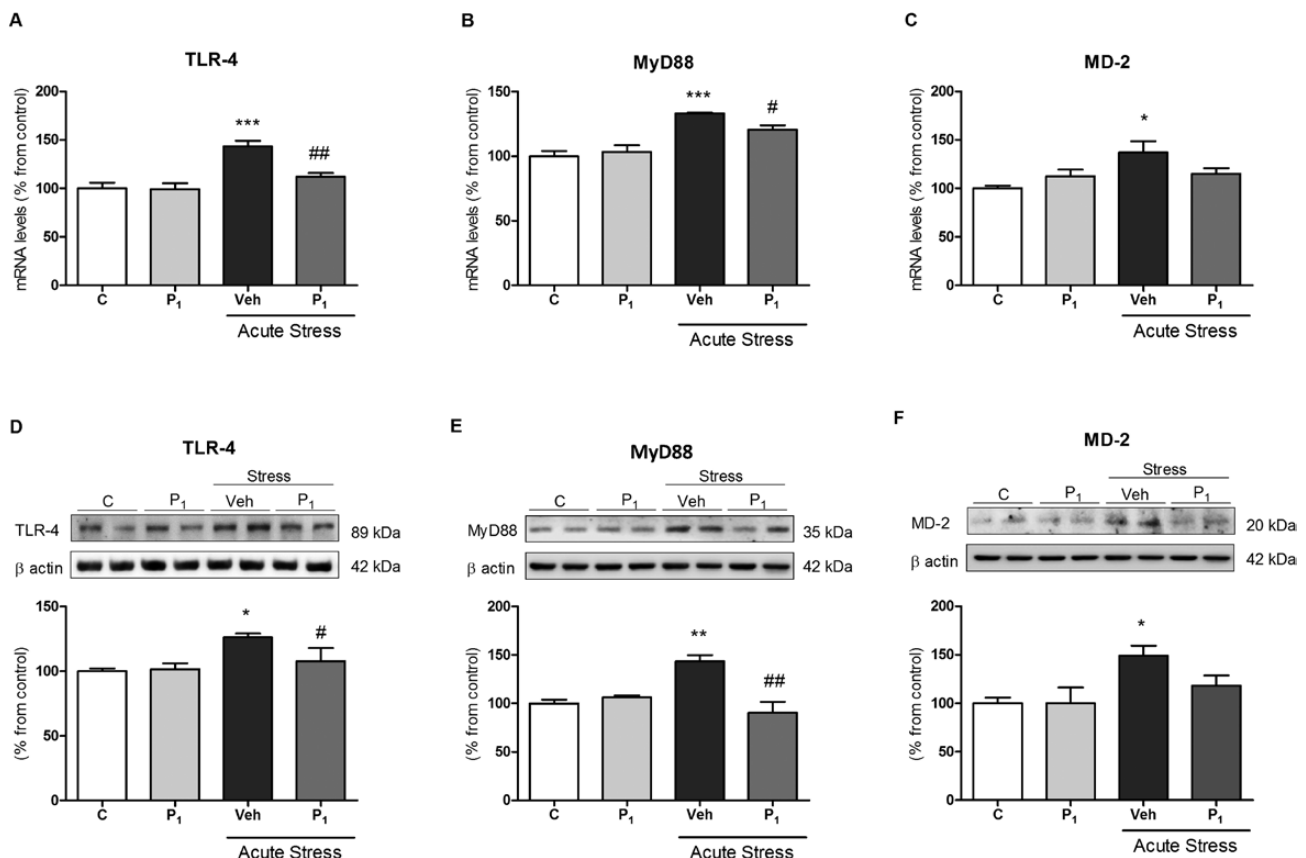 A
TLR-4
mRNA levels (% from control)
200
150
100
50
0
***
##
C P1 Veh P1
Acute Stress
B
MyD88
mRNA levels (% from control)
150
100
50
0
***
#
C P1 Veh P1
Acute Stress
C
MD-2
mRNA levels (% from control)
200
150
100
50
0
*
C P1 Veh P1
Acute Stress
D
TLR-4
Stress
C P1 Veh P1
TLR-4 89 kDa
β actin 42 kDa
(% from control)
150
100
50
0
*
#
C P1 Veh P1
Acute Stress
E
MyD88
Stress
C P1 Veh P1
MyD88 35 kDa
β actin 42 kDa
(% from control)
200
150
100
50
0
**
##
C P1 Veh P1
Acute Stress
F
MD-2
Stress
C P1 Veh P1
MD-2 20 kDa
β actin 42 kDa
(% from control)
200
150
100
50
0
*
C P1 Veh P1
Acute Stress